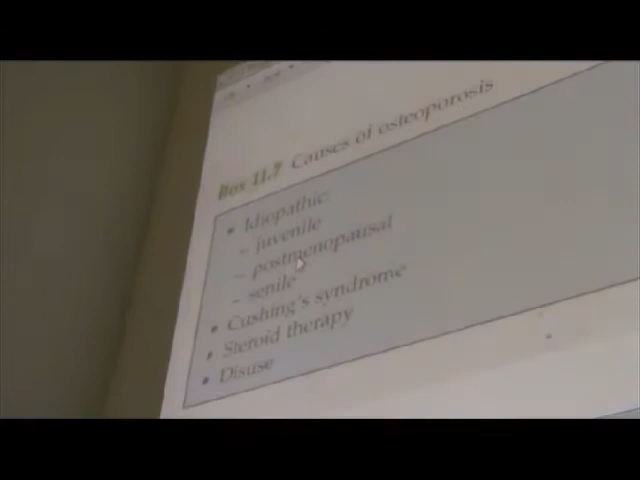 Box 11.7 Causes of osteoporosis
• Idiopathic:
– juvenile
– postmenopausal
– senile
• Cushing's syndrome
• Steroid therapy
• Disuse